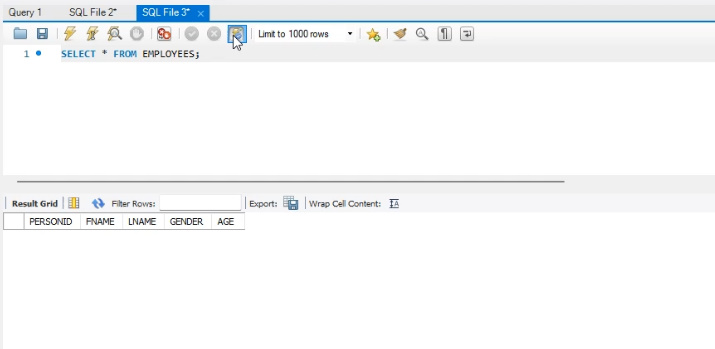 Query 1 SQL File 2* SQL File 3* ×
Limit to 1000 rows
1 SELECT * FROM EMPLOYEES;
Result Grid Filter Rows: Export: Wrap Cell Content: IA
PERSONID FNAME LNAME GENDER AGE